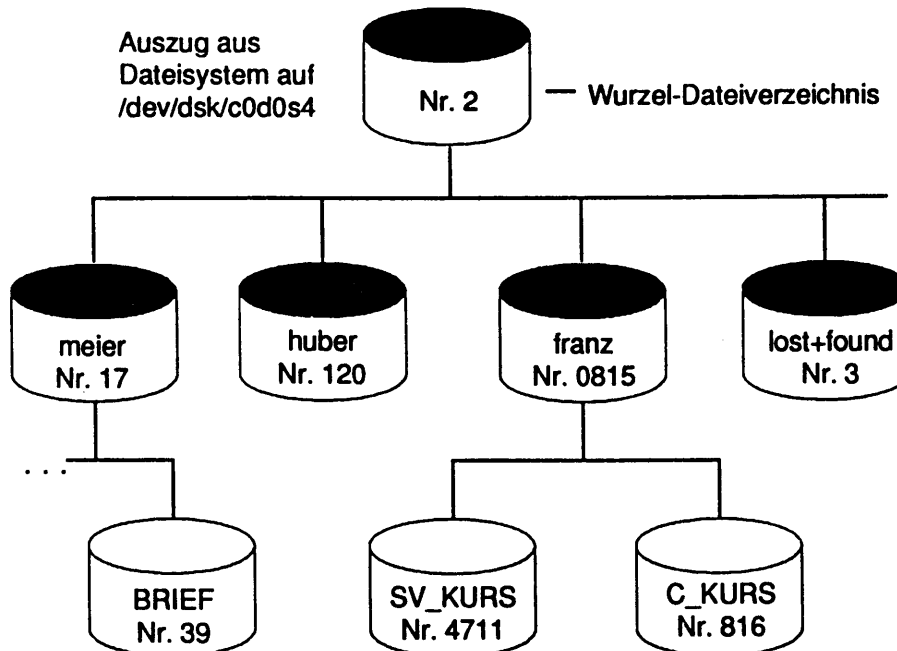 Auszug aus
Dateisystem auf
/dev/dsk/c0d0s4
Nr. 2
— Wurzel-Dateiverzeichnis
meier
Nr. 17
huber
Nr. 120
franz
Nr. 0815
lost+found
Nr. 3
. . .
BRIEF
Nr. 39
SV_KURS
Nr. 4711
C_KURS
Nr. 816